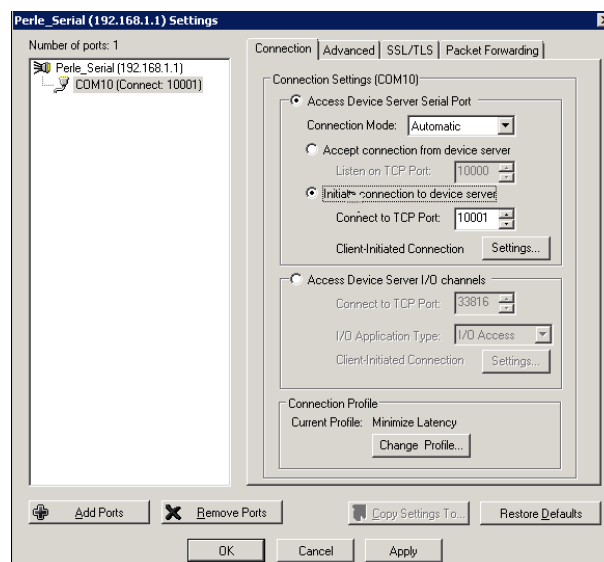 Perle_Serial (192.168.1.1) Settings
Number of ports: 1
Perle_Serial (192.168.1.1)
COM10 (Connect: 10001)
Connection Advanced SSL/TLS Packet Forwarding
Connection Settings (COM10)
Access Device Server Serial Port
Connection Mode: Automatic
Accept connection from device server
Listen on TCP Port: 10000
Initiate connection to device server
Connect to TCP Port: 10001
Client-Initiated Connection Settings...
Access Device Server I/O channels
Connect to TCP Port: 33816
I/O Application Type: I/O Access
Client-Initiated Connection Settings...
Connection Profile
Current Profile: Minimize Latency
Change Profile...
Add Ports Remove Ports Copy Settings To... Restore Defaults
OK Cancel Apply